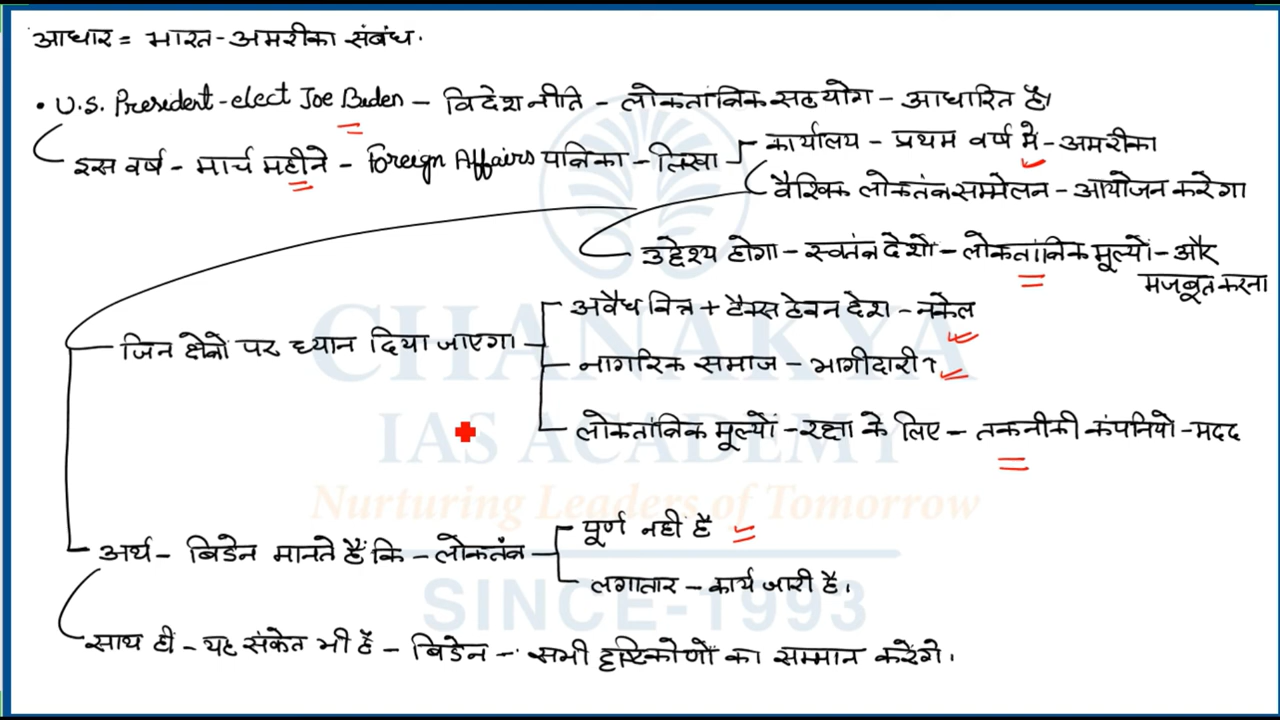 आधार = भारत-अमरीका संबंध.
• U.S. President-elect Joe Biden – विदेश नीति – लोकतांत्रिक सहयोग – आधारित है।
इस वर्ष – मार्च महीने – Foreign Affairs पत्रिका – लिखा
कार्यालय – प्रथम वर्ष में – अमरीका
वैश्विक लोकतंत्र सम्मेलन – आयोजन करेगा
उद्देश्य होगा – स्वतंत्र देशों – लोकतांत्रिक मूल्यों – और
मजबूत करना
जिन क्षेत्रों पर ध्यान दिया जाएगा
अवैध वित्त + टैक्स हेवन देश – नकेल
नागरिक समाज – भागीदारी ↑
लोकतांत्रिक मूल्यों – रक्षा के लिए – तकनीकी कंपनियों – मदद
अर्थ – बिडेन मानते हैं कि – लोकतंत्र
पूर्ण नहीं है
लगातार – कार्य जारी है.
साथ ही – यह संकेत भी है – बिडेन – सभी दृष्टिकोणों का सम्मान करेंगे.
CHANAKYA
IAS ACADEMY
Nurturing Leaders of Tomorrow
SINCE-1993